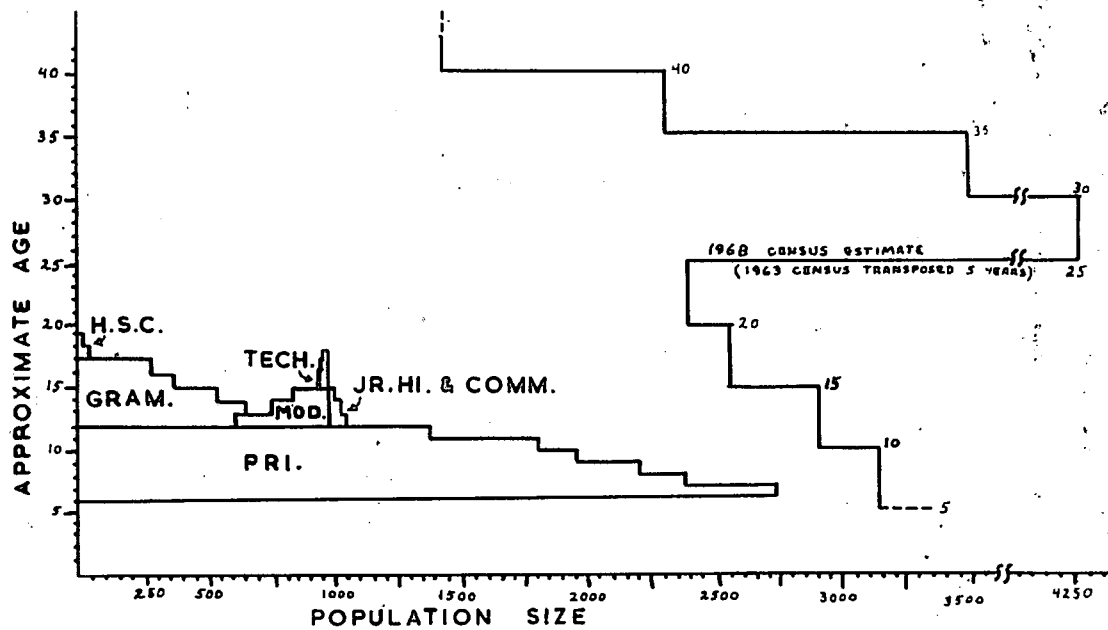 40
35
30
25
20
15
10
5
APPROXIMATE AGE
40
35
30
1968 CENSUS ESTIMATE
(1963 CENSUS TRANSPOSED 5 YEARS)
25
20
15
10
5
H.S.C.
TECH.
JR.HI. & COMM.
GRAM.
MOD.
PRI.
250 500 1000 1500 2000 2500 3000 3500 4250
POPULATION SIZE